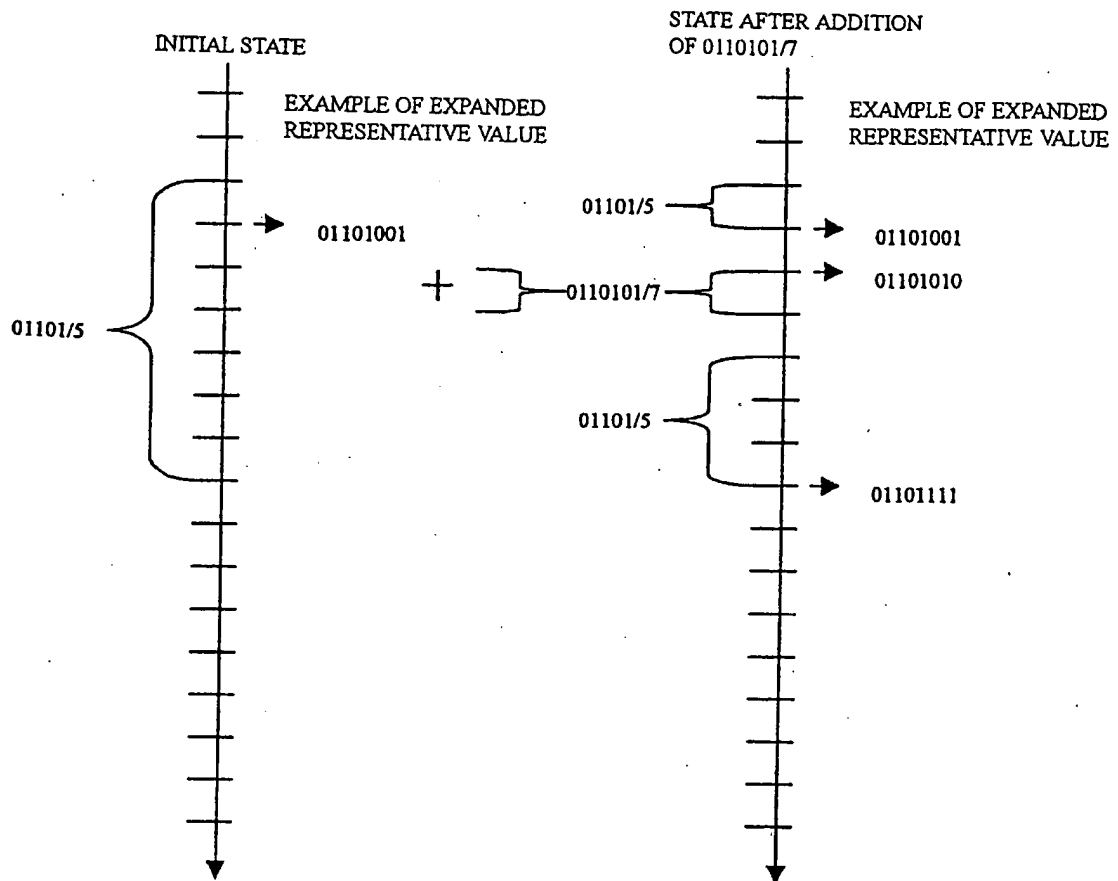 INITIAL STATE
EXAMPLE OF EXPANDED
REPRESENTATIVE VALUE
01101001
01101/5
+
0110101/7
STATE AFTER ADDITION
OF 0110101/7
EXAMPLE OF EXPANDED
REPRESENTATIVE VALUE
01101/5
01101001
01101010
01101/5
01101111